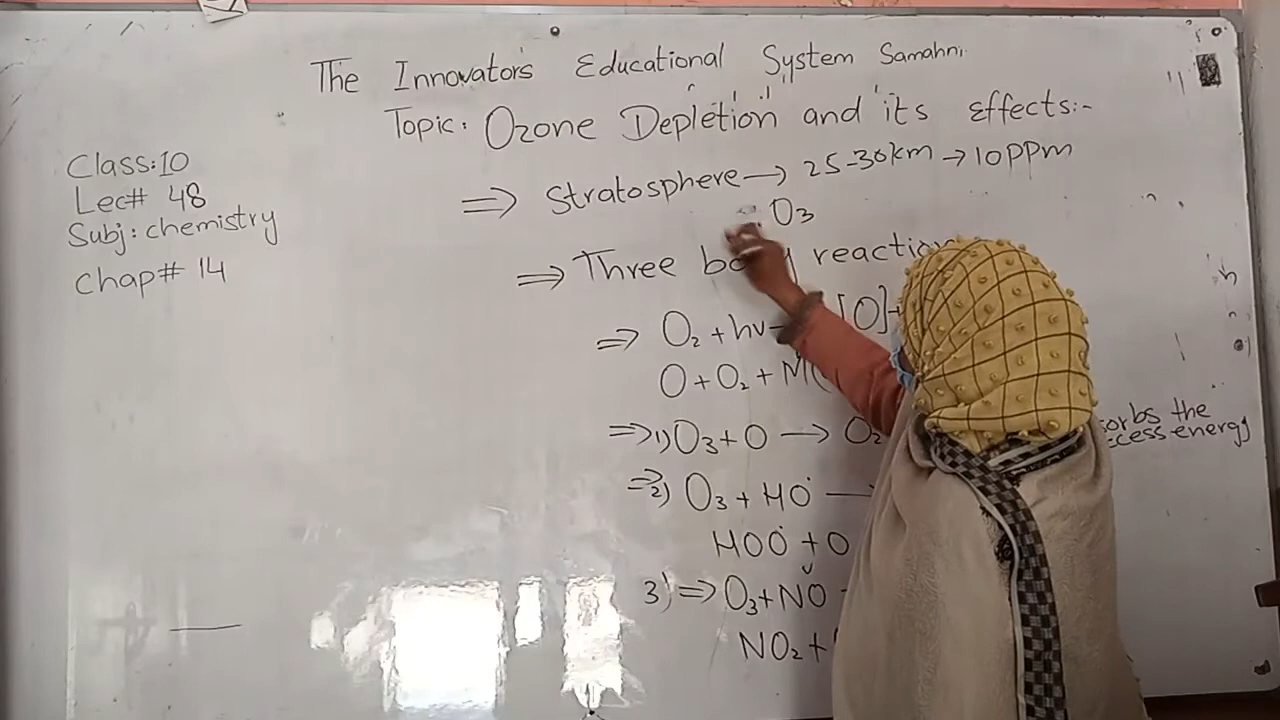 The Innovators Educational System Samahni
Topic: Ozone Depletion and its effects:-
Class:10
Lec# 48
Subj: chemistry
Chap# 14
⇒ Stratosphere → 25-30km → 10PPm
O₃
⇒ Three body reaction
⇒ O₂ + hν [O]
O + O₂ + M
⇒ 1) O₃ + O → O₂
sorbs the
cess energy
⇒ 2) O₃ + HO˙ →
HOO˙ + O
3) ⇒ O₃ + NO
NO₂ +